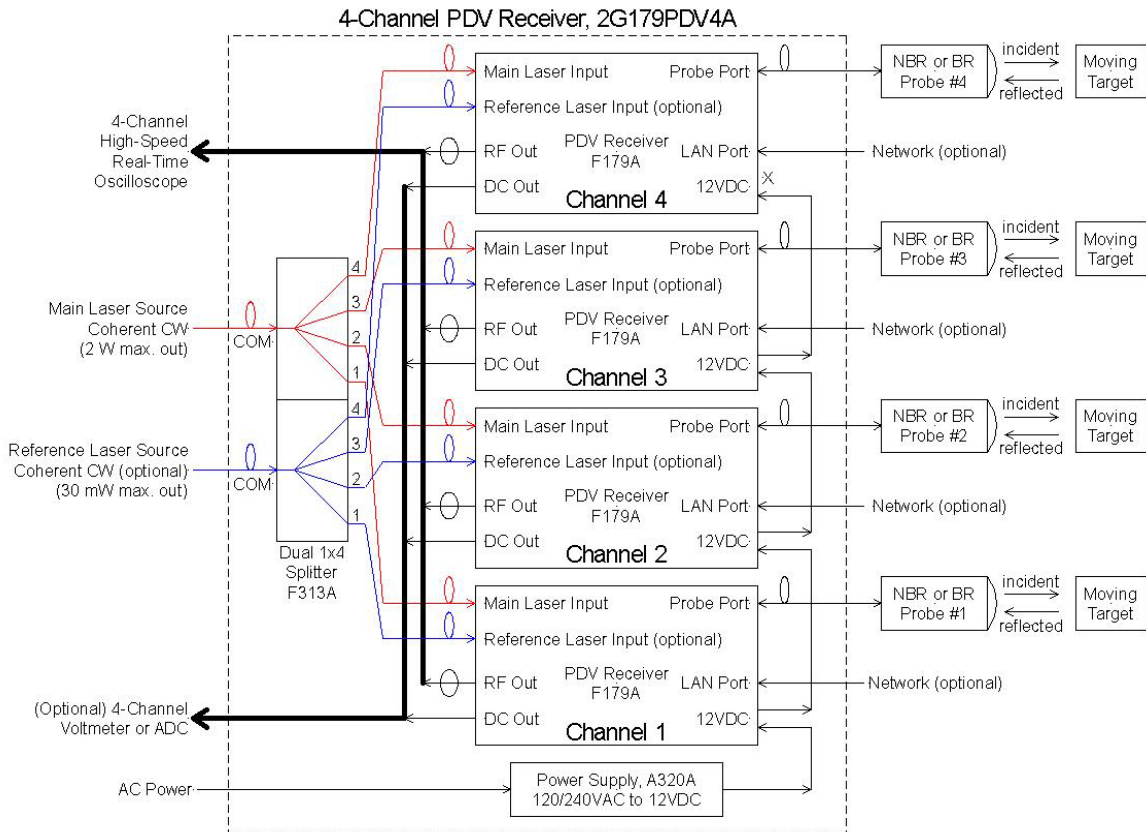 4-Channel PDV Receiver, 2G179PDV4A
4-Channel
High-Speed
Real-Time
Oscilloscope
Main Laser Source
Coherent CW
(2 W max. out)
COM
Reference Laser Source
Coherent CW (optional)
(30 mW max. out)
COM
(Optional) 4-Channel
Voltmeter or ADC
AC Power
4
3
2
1
4
3
2
1
Dual 1x4
Splitter
F313A
Main Laser Input
Probe Port
Reference Laser Input (optional)
PDV Receiver
F179A
RF Out
LAN Port
DC Out
12VDC
X
Channel 4
NBR or BR
Probe #4
incident
reflected
Moving
Target
Network (optional)
Main Laser Input
Probe Port
Reference Laser Input (optional)
PDV Receiver
F179A
RF Out
LAN Port
DC Out
12VDC
Channel 3
NBR or BR
Probe #3
incident
reflected
Moving
Target
Network (optional)
Main Laser Input
Probe Port
Reference Laser Input (optional)
PDV Receiver
F179A
RF Out
LAN Port
DC Out
12VDC
Channel 2
NBR or BR
Probe #2
incident
reflected
Moving
Target
Network (optional)
Main Laser Input
Probe Port
Reference Laser Input (optional)
PDV Receiver
F179A
RF Out
LAN Port
DC Out
12VDC
Channel 1
NBR or BR
Probe #1
incident
reflected
Moving
Target
Network (optional)
Power Supply, A320A
120/240VAC to 12VDC